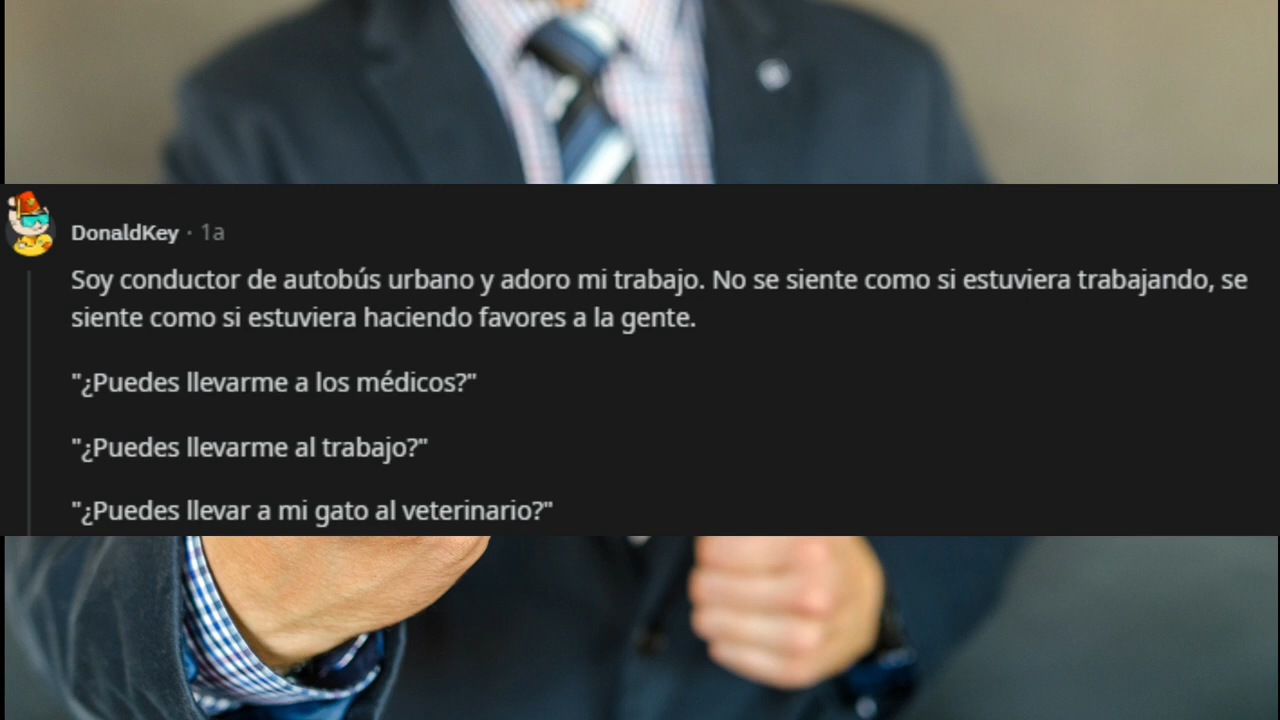 DonaldKey · 1a
Soy conductor de autobús urbano y adoro mi trabajo. No se siente como si estuviera trabajando, se
siente como si estuviera haciendo favores a la gente.
"¿Puedes llevarme a los médicos?"
"¿Puedes llevarme al trabajo?"
"¿Puedes llevar a mi gato al veterinario?"